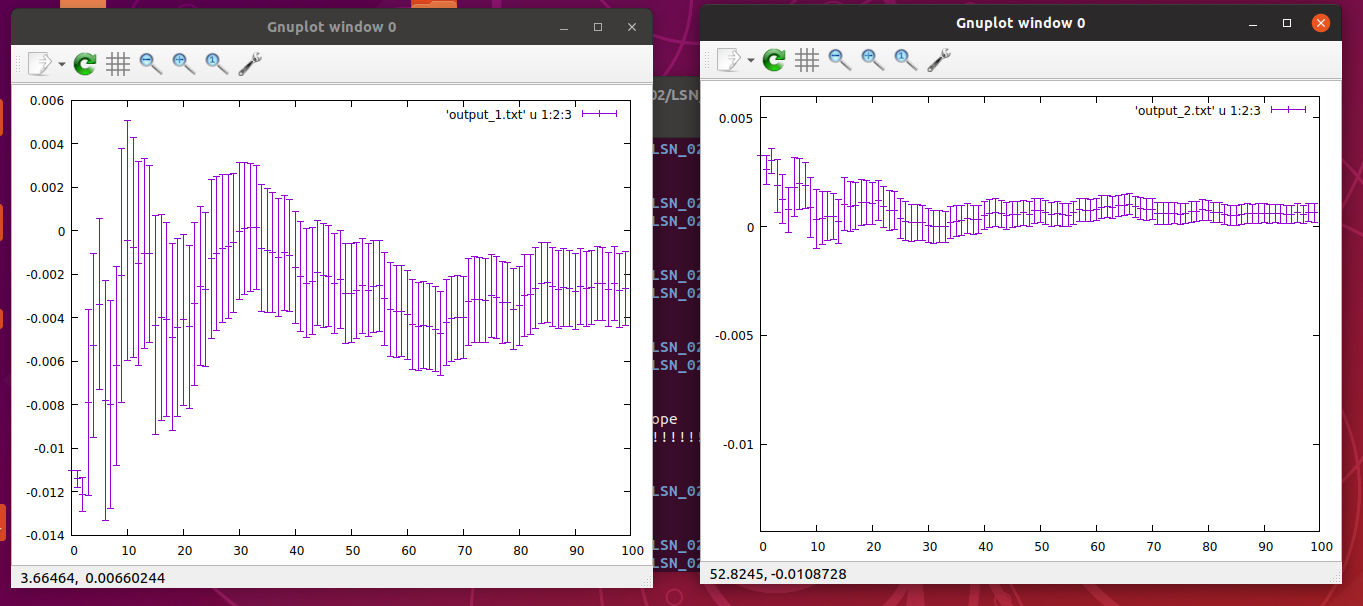 Gnuplot window 0
'output_1.txt' u 1:2:3
0.006
0.004
0.002
0
-0.002
-0.004
-0.006
-0.008
-0.01
-0.012
-0.014
0 10 20 30 40 50 60 70 80 90 100
3.66464, 0.00660244
02/LSN
LSN_02
LSN_02
LSN_02
LSN_02
LSN_02
LSN_02
LSN_02
ope
!!!!!!
LSN_02
LSN_02
LSN_02
Gnuplot window 0
'output_2.txt' u 1:2:3
0.005
0
-0.005
-0.01
0 10 20 30 40 50 60 70 80 90 100
52.8245, -0.0108728